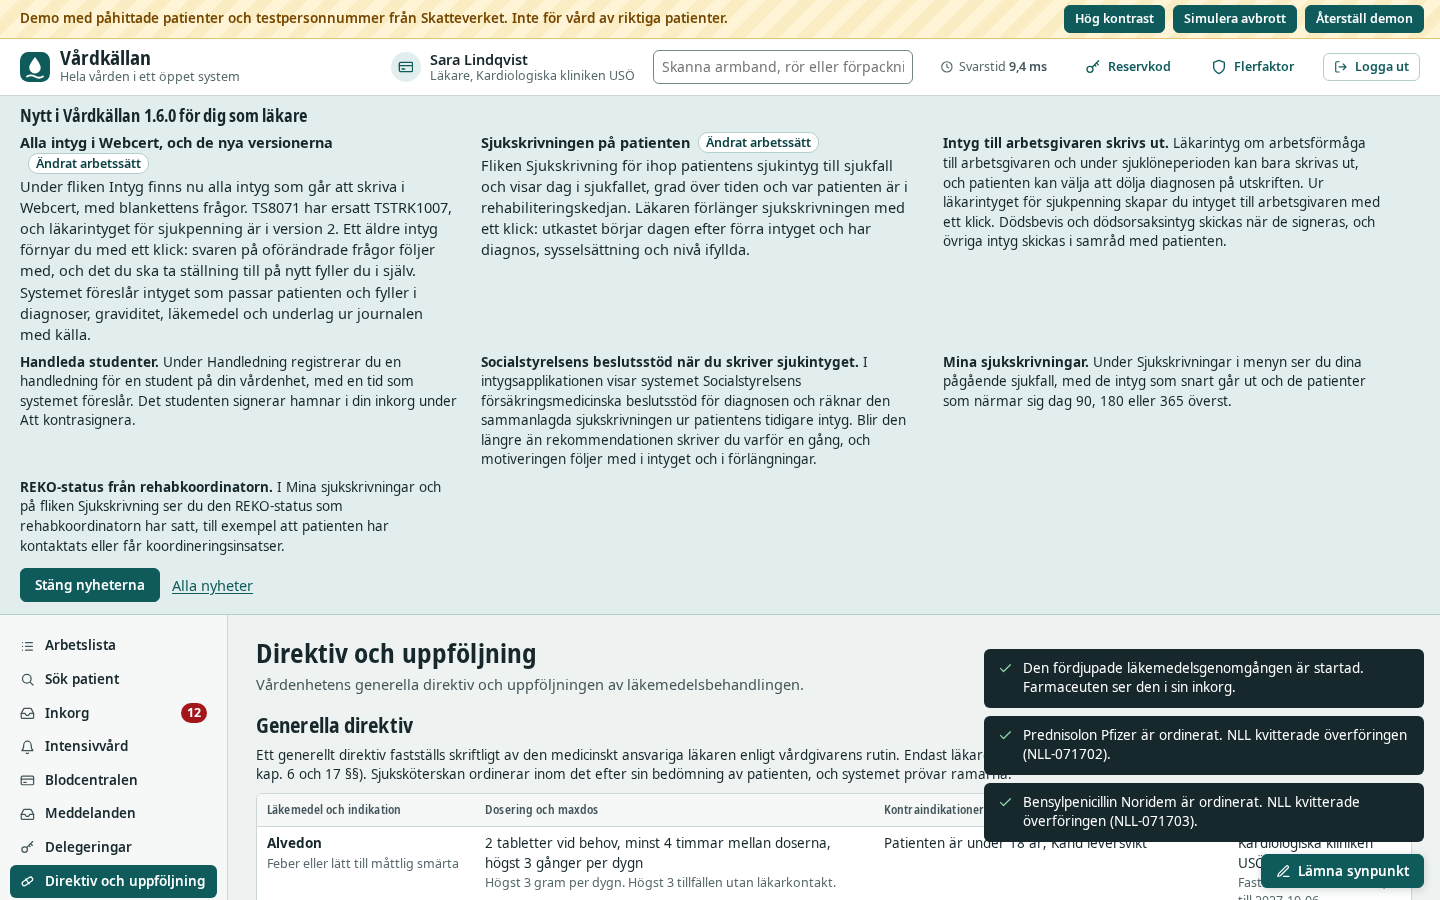 Demo med påhittade patienter och testpersonnummer från Skatteverket. Inte för vård av riktiga patienter.
Hög kontrast
Simulera avbrott
Återställ demon
Vårdkällan
Hela vården i ett öppet system
Sara Lindqvist
Läkare, Kardiologiska kliniken USÖ
Skanna armband, rör eller förpackni
Svarstid 9,4 ms
Reservkod
Flerfaktor
Logga ut
Nytt i Vårdkällan 1.6.0 för dig som läkare
Alla intyg i Webcert, och de nya versionerna
Ändrat arbetssätt
Under fliken Intyg finns nu alla intyg som går att skriva i
Webcert, med blankettens frågor. TS8071 har ersatt TSTRK1007,
och läkarintyget för sjukpenning är i version 2. Ett äldre intyg
förnyar du med ett klick: svaren på oförändrade frågor följer
med, och det du ska ta ställning till på nytt fyller du i själv.
Systemet föreslår intyget som passar patienten och fyller i
diagnoser, graviditet, läkemedel och underlag ur journalen
med källa.
Sjukskrivningen på patienten
Ändrat arbetssätt
Fliken Sjukskrivning för ihop patientens sjukintyg till sjukfall
och visar dag i sjukfallet, grad över tiden och var patienten är i
rehabiliteringskedjan. Läkaren förlänger sjukskrivningen med
ett klick: utkastet börjar dagen efter förra intyget och har
diagnos, sysselsättning och nivå ifyllda.
Intyg till arbetsgivaren skrivs ut. Läkarintyg om arbetsförmåga
till arbetsgivaren och under sjuklöneperioden kan bara skrivas ut,
och patienten kan välja att dölja diagnosen på utskriften. Ur
läkarintyget för sjukpenning skapar du intyget till arbetsgivaren med
ett klick. Dödsbevis och dödsorsaksintyg skickas när de signeras, och
övriga intyg skickas i samråd med patienten.
Handleda studenter. Under Handledning registrerar du en
handledning för en student på din vårdenhet, med en tid som
systemet föreslår. Det studenten signerar hamnar i din inkorg under
Att kontrasignera.
Socialstyrelsens beslutsstöd när du skriver sjukintyget. I
intygsapplikationen visar systemet Socialstyrelsens
försäkringsmedicinska beslutsstöd för diagnosen och räknar den
sammanlagda sjukskrivningen ur patientens tidigare intyg. Blir den
längre än rekommendationen skriver du varför en gång, och
motiveringen följer med i intyget och i förlängningar.
Mina sjukskrivningar. Under Sjukskrivningar i menyn ser du dina
pågående sjukfall, med de intyg som snart går ut och de patienter
som närmar sig dag 90, 180 eller 365 överst.
REKO-status från rehabkoordinatorn. I Mina sjukskrivningar och
på fliken Sjukskrivning ser du den REKO-status som
rehabkoordinatorn har satt, till exempel att patienten har
kontaktats eller får koordineringsinsatser.
Stäng nyheterna
Alla nyheter
Arbetslista
Sök patient
Inkorg
12
Intensivvård
Blodcentralen
Meddelanden
Delegeringar
Direktiv och uppföljning
Direktiv och uppföljning
Vårdenhetens generella direktiv och uppföljningen av läkemedelsbehandlingen.
Generella direktiv
Ett generellt direktiv fastställs skriftligt av den medicinskt ansvariga läkaren enligt vårdgivarens rutin. Endast läkare
kap. 6 och 17 §§). Sjuksköterskan ordinerar inom det efter sin bedömning av patienten, och systemet prövar ramarna.
Läkemedel och indikation
Dosering och maxdos
Kontraindikationer
Alvedon
Feber eller lätt till måttlig smärta
2 tabletter vid behov, minst 4 timmar mellan doserna,
högst 3 gånger per dygn
Högst 3 gram per dygn. Högst 3 tillfällen utan läkarkontakt.
Patienten är under 18 år, Känd leversvikt
Kardiologiska kliniken
USÖ
till 2027-10-06
Den fördjupade läkemedelsgenomgången är startad.
Farmaceuten ser den i sin inkorg.
Prednisolon Pfizer är ordinerat. NLL kvitterade överföringen
(NLL-071702).
Bensylpenicillin Noridem är ordinerat. NLL kvitterade
överföringen (NLL-071703).
Lämna synpunkt